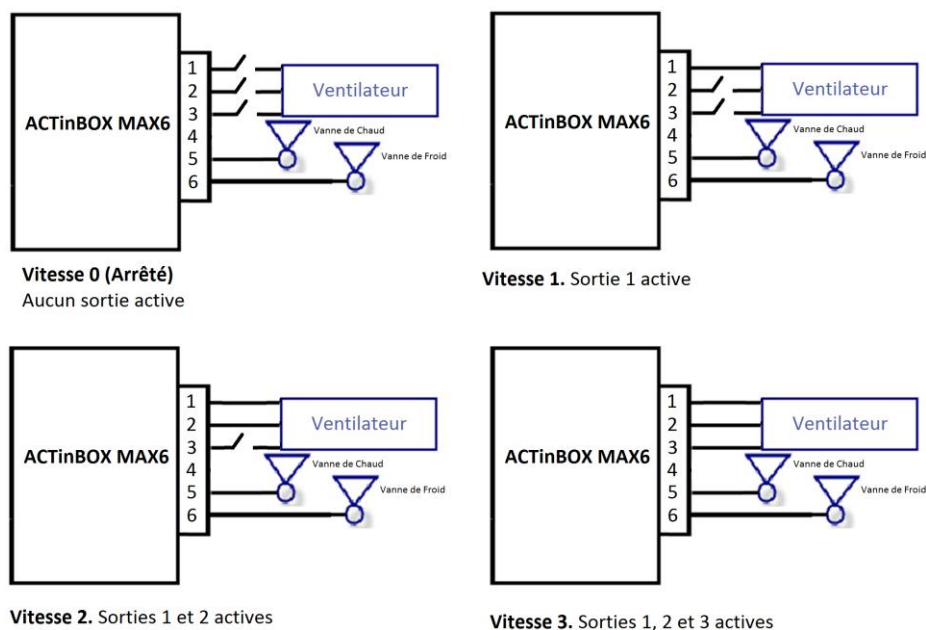 ACTinBOX MAX6
1
2
3
4
5
6
Ventilateur
Vanne de Chaud
Vanne de Froid
Vitesse 0 (Arrêté)
Aucun sortie active
ACTinBOX MAX6
1
2
3
4
5
6
Ventilateur
Vanne de Chaud
Vanne de Froid
Vitesse 1. Sortie 1 active
ACTinBOX MAX6
1
2
3
4
5
6
Ventilateur
Vanne de Chaud
Vanne de Froid
Vitesse 2. Sorties 1 et 2 actives
ACTinBOX MAX6
1
2
3
4
5
6
Ventilateur
Vanne de Chaud
Vanne de Froid
Vitesse 3. Sorties 1, 2 et 3 actives